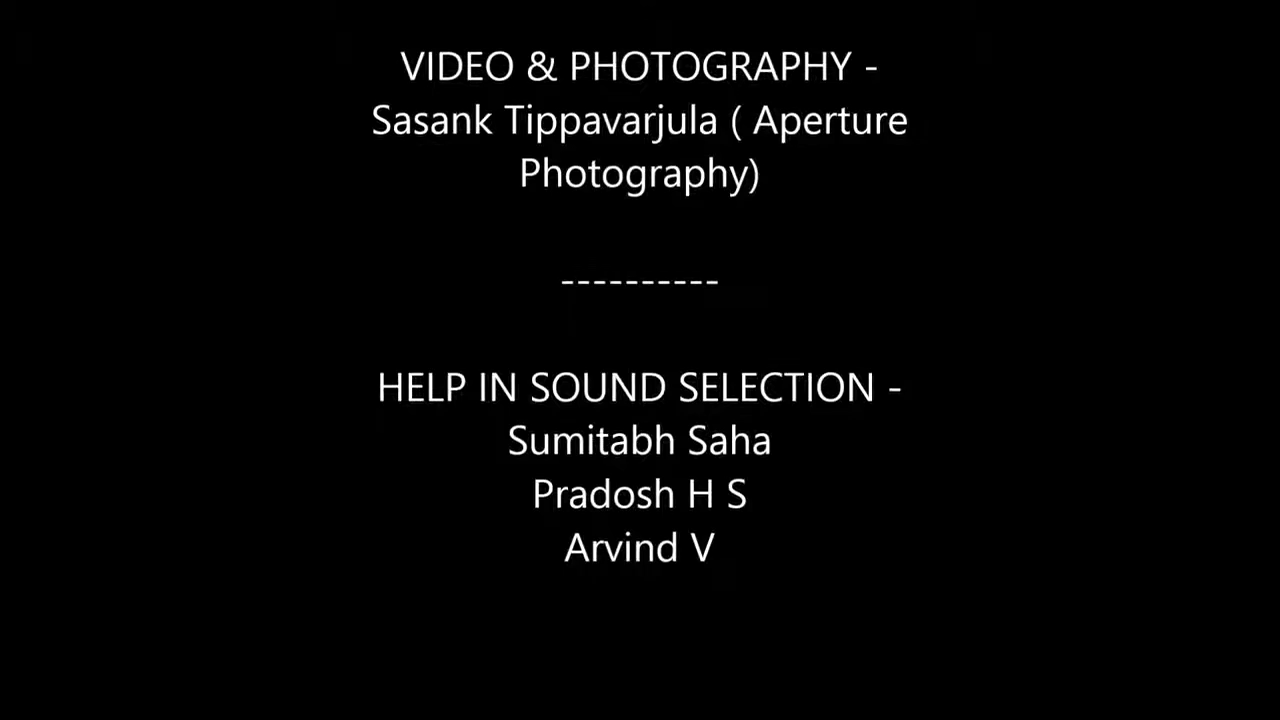 VIDEO & PHOTOGRAPHY -
Sasank Tippavarjula ( Aperture
Photography)
----------
HELP IN SOUND SELECTION -
Sumitabh Saha
Pradosh H S
Arvind V